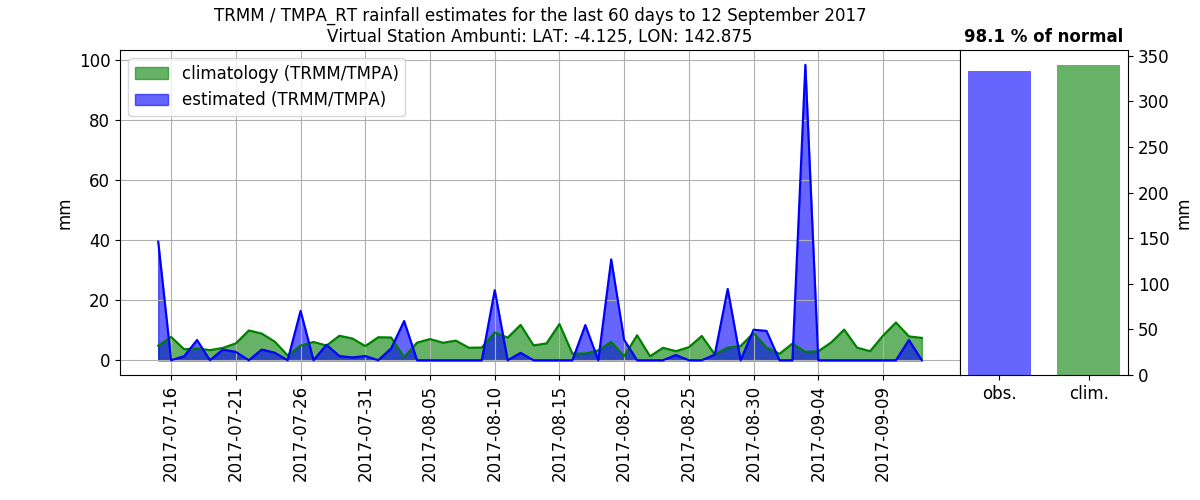 TRMM / TMPA_RT rainfall estimates for the last 60 days to 12 September 2017
Virtual Station Ambunti: LAT: -4.125, LON: 142.875
98.1 % of normal
climatology (TRMM/TMPA)
estimated (TRMM/TMPA)
mm
100
80
60
40
20
0
2017-07-16
2017-07-21
2017-07-26
2017-07-31
2017-08-05
2017-08-10
2017-08-15
2017-08-20
2017-08-25
2017-08-30
2017-09-04
2017-09-09
obs.
clim.
350
300
250
200
150
100
50
0
mm